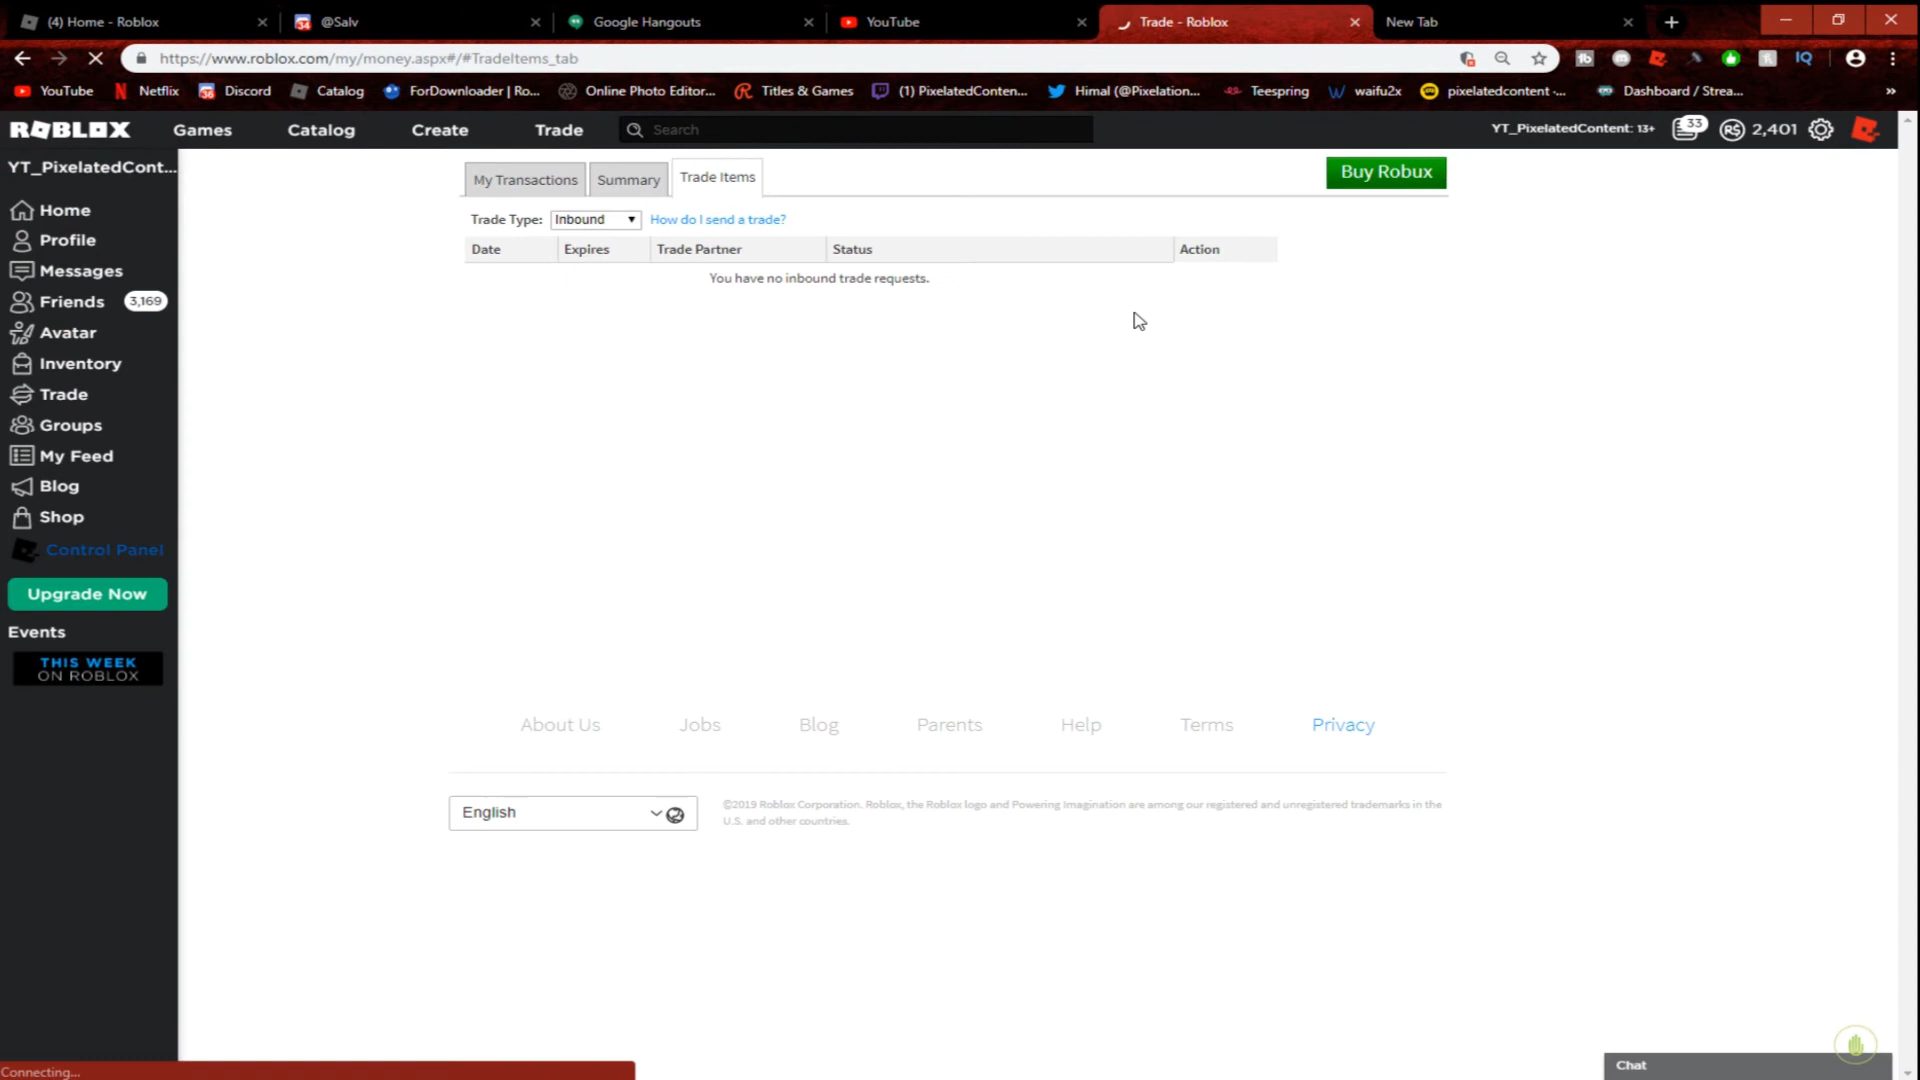 (4) Home - Roblox
@Salv
Google Hangouts
YouTube
Trade - Roblox
New Tab
https://www.roblox.com/my/money.aspx#/#TradeItems_tab
YouTube
Netflix
Discord
Catalog
ForDownloader | Ro...
Online Photo Editor...
Titles & Games
(1) PixelatedConten...
Himal (@Pixelation...
Teespring
waifu2x
pixelatedcontent -...
Dashboard / Strea...
»
ROBLOX
Games
Catalog
Create
Trade
Search
YT_PixelatedContent: 13+
33
2,401
YT_PixelatedCont...
Home
Profile
Messages
Friends 3,169
Avatar
Inventory
Trade
Groups
My Feed
Blog
Shop
Control Panel
Upgrade Now
Events
THIS WEEK
ON ROBLOX
My Transactions
Summary
Trade Items
Buy Robux
Trade Type: Inbound How do I send a trade?
Date Expires Trade Partner Status Action
You have no inbound trade requests.
About Us Jobs Blog Parents Help Terms Privacy
English
©2019 Roblox Corporation. Roblox, the Roblox logo and Powering Imagination are among our registered and unregistered trademarks in the
U.S. and other countries.
Connecting...
Chat